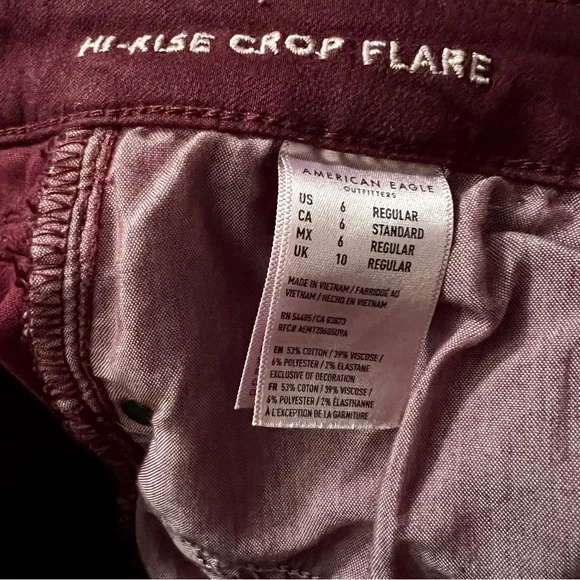 HI-RISE CROP FLARE
AMERICAN EAGLE
OUTFITTERS
US 6 REGULAR
CA 6 STANDARD
MX 6 REGULAR
UK 10 REGULAR
MADE IN VIETNAM / FABRIQUÉ AU
VIETNAM / HECHO EN VIETNAM
RN 54485/CA 03873
RFC# AEMT20605U9A
EN 53% COTTON / 39% VISCOSE /
6% POLYESTER / 2% ELASTANE
EXCLUSIVE OF DECORATION
FR 53% COTON / 39% VISCOSE /
6% POLYESTER / 2% ÉLASTHANNE
À L'EXCEPTION DE LA GARNITURE